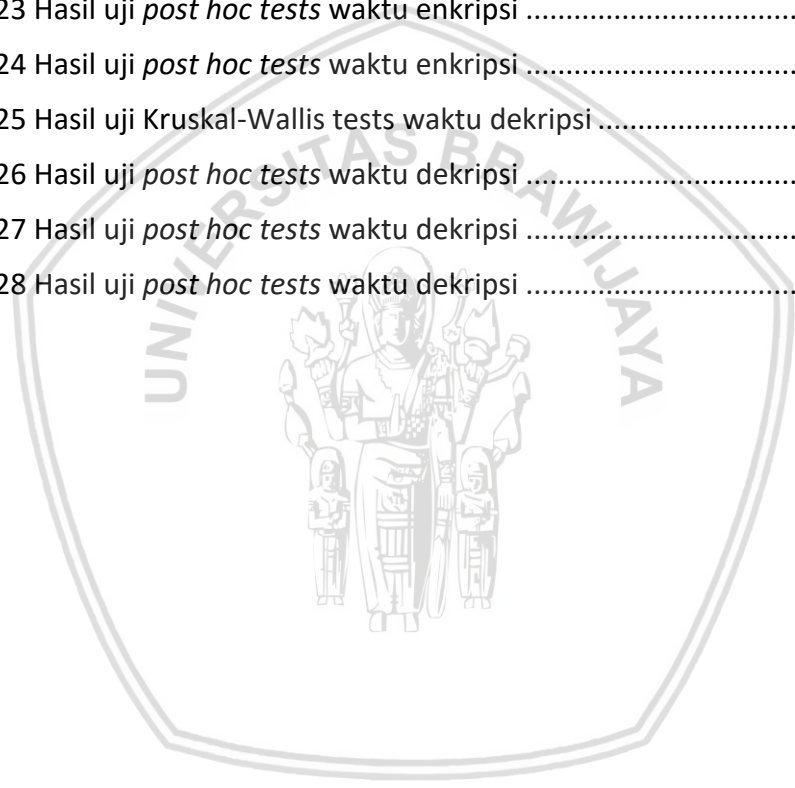 23 Hasil uji post hoc tests waktu enkripsi ..................................
24 Hasil uji post hoc tests waktu enkripsi ..................................
25 Hasil uji Kruskal-Wallis tests waktu dekripsi .........................
26 Hasil uji post hoc tests waktu dekripsi ..................................
27 Hasil uji post hoc tests waktu dekripsi ..................................
28 Hasil uji post hoc tests waktu dekripsi ..................................
UNIVERSITAS BRAWIJAYA